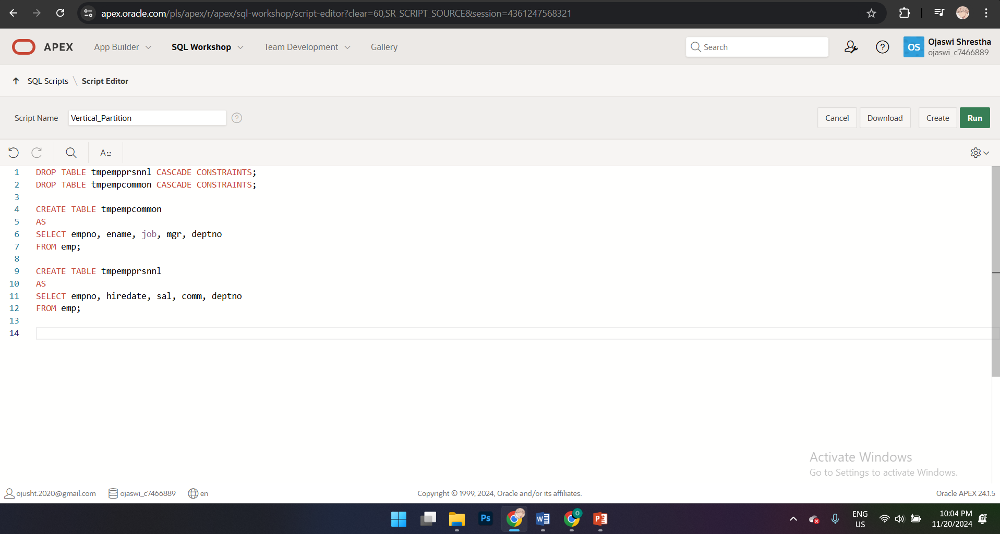 apex.oracle.com/pls/apex/r/apex/sql-workshop/script-editor?clear=60,SR_SCRIPT_SOURCE&session=4361247568321
APEX App Builder SQL Workshop Team Development Gallery Search ? OS Ojaswi Shrestha
ojaswi_c7466889
SQL Scripts \ Script Editor
Script Name Vertical_Partition ? Cancel Download Create Run
A
1 DROP TABLE tmpempprsnnl CASCADE CONSTRAINTS;
2 DROP TABLE tmpempcommon CASCADE CONSTRAINTS;
3
4 CREATE TABLE tmpempcommon
5 AS
6 SELECT empno, ename, job, mgr, deptno
7 FROM emp;
8
9 CREATE TABLE tmpempprsnnl
10 AS
11 SELECT empno, hiredate, sal, comm, deptno
12 FROM emp;
13
14
Activate Windows
Go to Settings to activate Windows.
ojusht.2020@gmail.com ojaswi_c7466889 en Copyright © 1999, 2024, Oracle and/or its affiliates. Oracle APEX 24.1.5
Ps W O P ENG
US
10:04 PM
11/20/2024